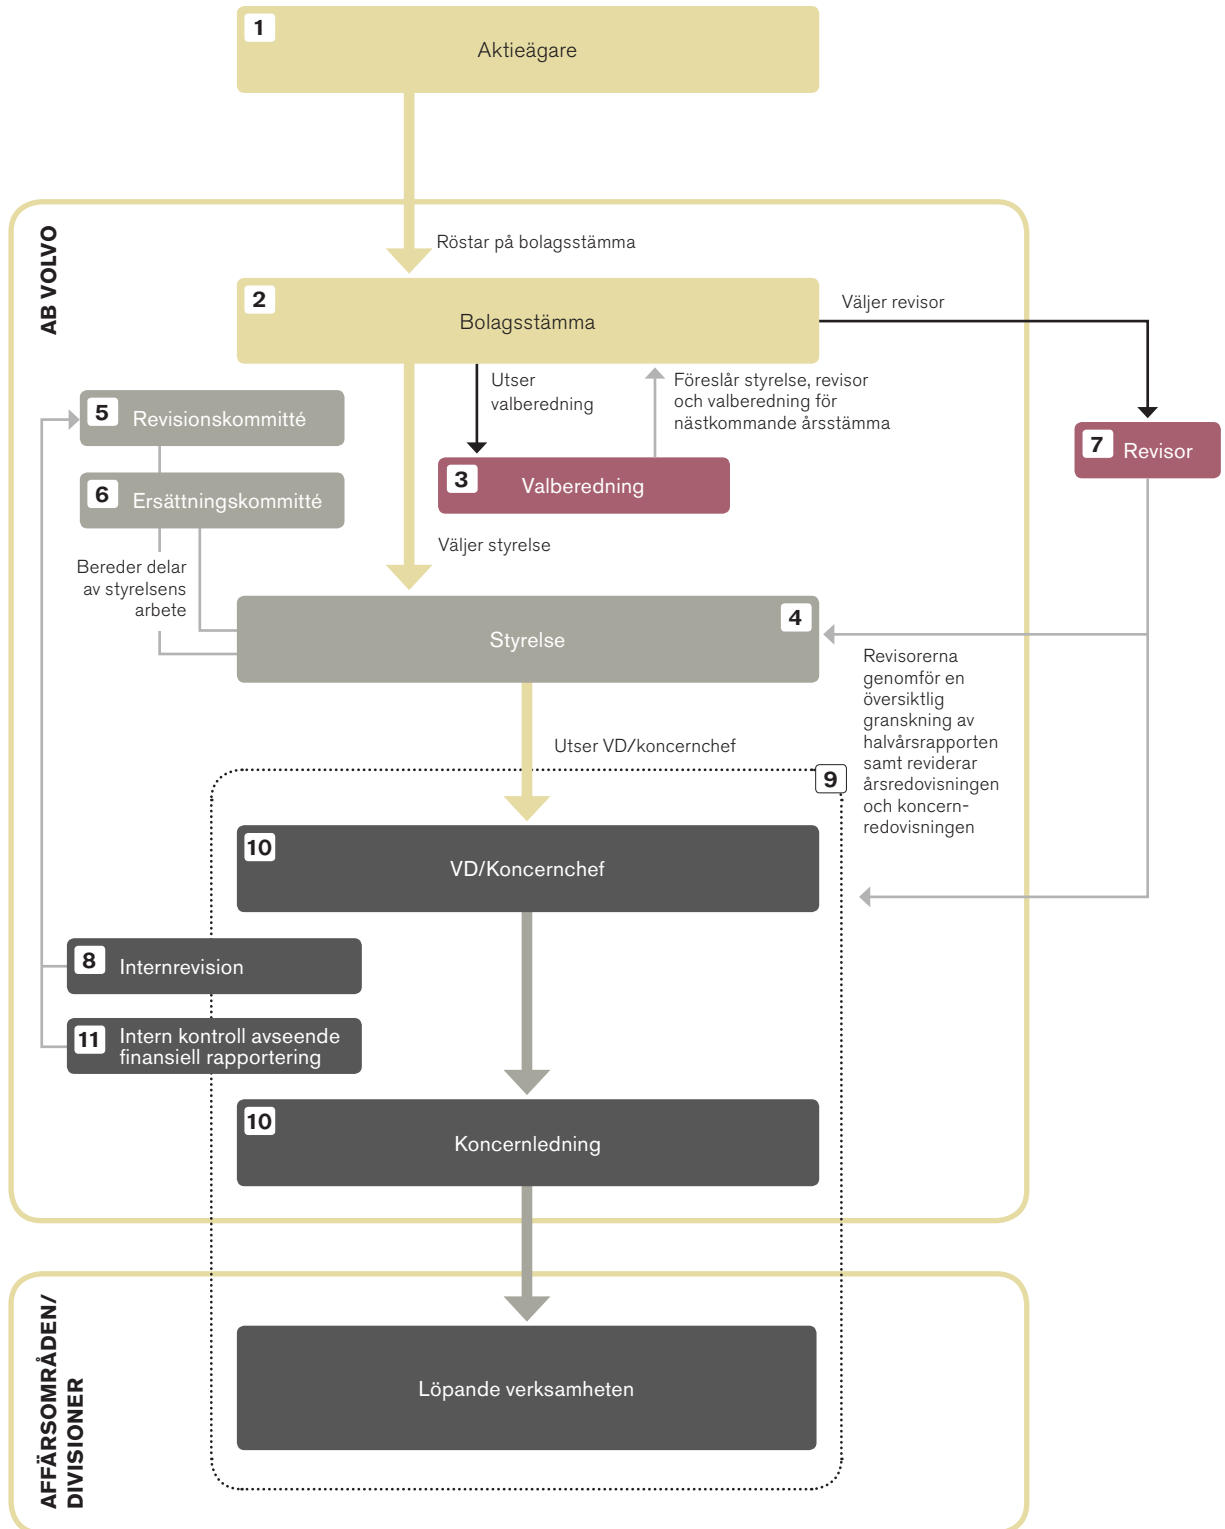 1
Aktieägare
AB VOLVO
Röstar på bolagsstämma
2
Bolagsstämma
Väljer revisor
Utser
valberedning
Föreslår styrelse, revisor
och valberedning för
nästkommande årsstämma
5
Revisionskommitté
7
Revisor
3
Valberedning
6
Ersättningskommitté
Väljer styrelse
Bereder delar
av styrelsens
arbete
4
Styrelse
Revisorerna
genomför en
översiktlig
granskning av
halvårsrapporten
samt reviderar
årsredovisningen
och koncern-
redovisningen
Utser VD/koncernchef
9
10
VD/Koncernchef
8
Internrevision
11
Intern kontroll avseende
finansiell rapportering
10
Koncernledning
AFFÄRSOMRÅDEN/
DIVISIONER
Löpande verksamheten